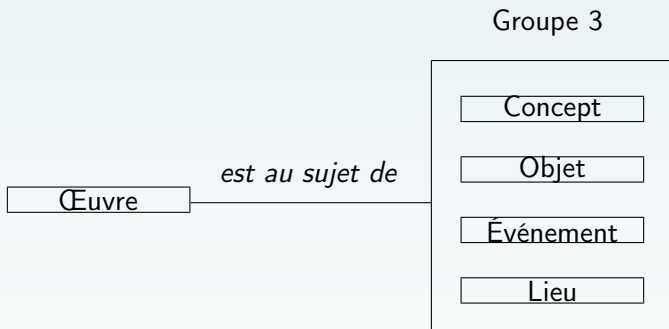 Groupe 3
Concept
est au sujet de
Objet
Œuvre
Événement
Lieu